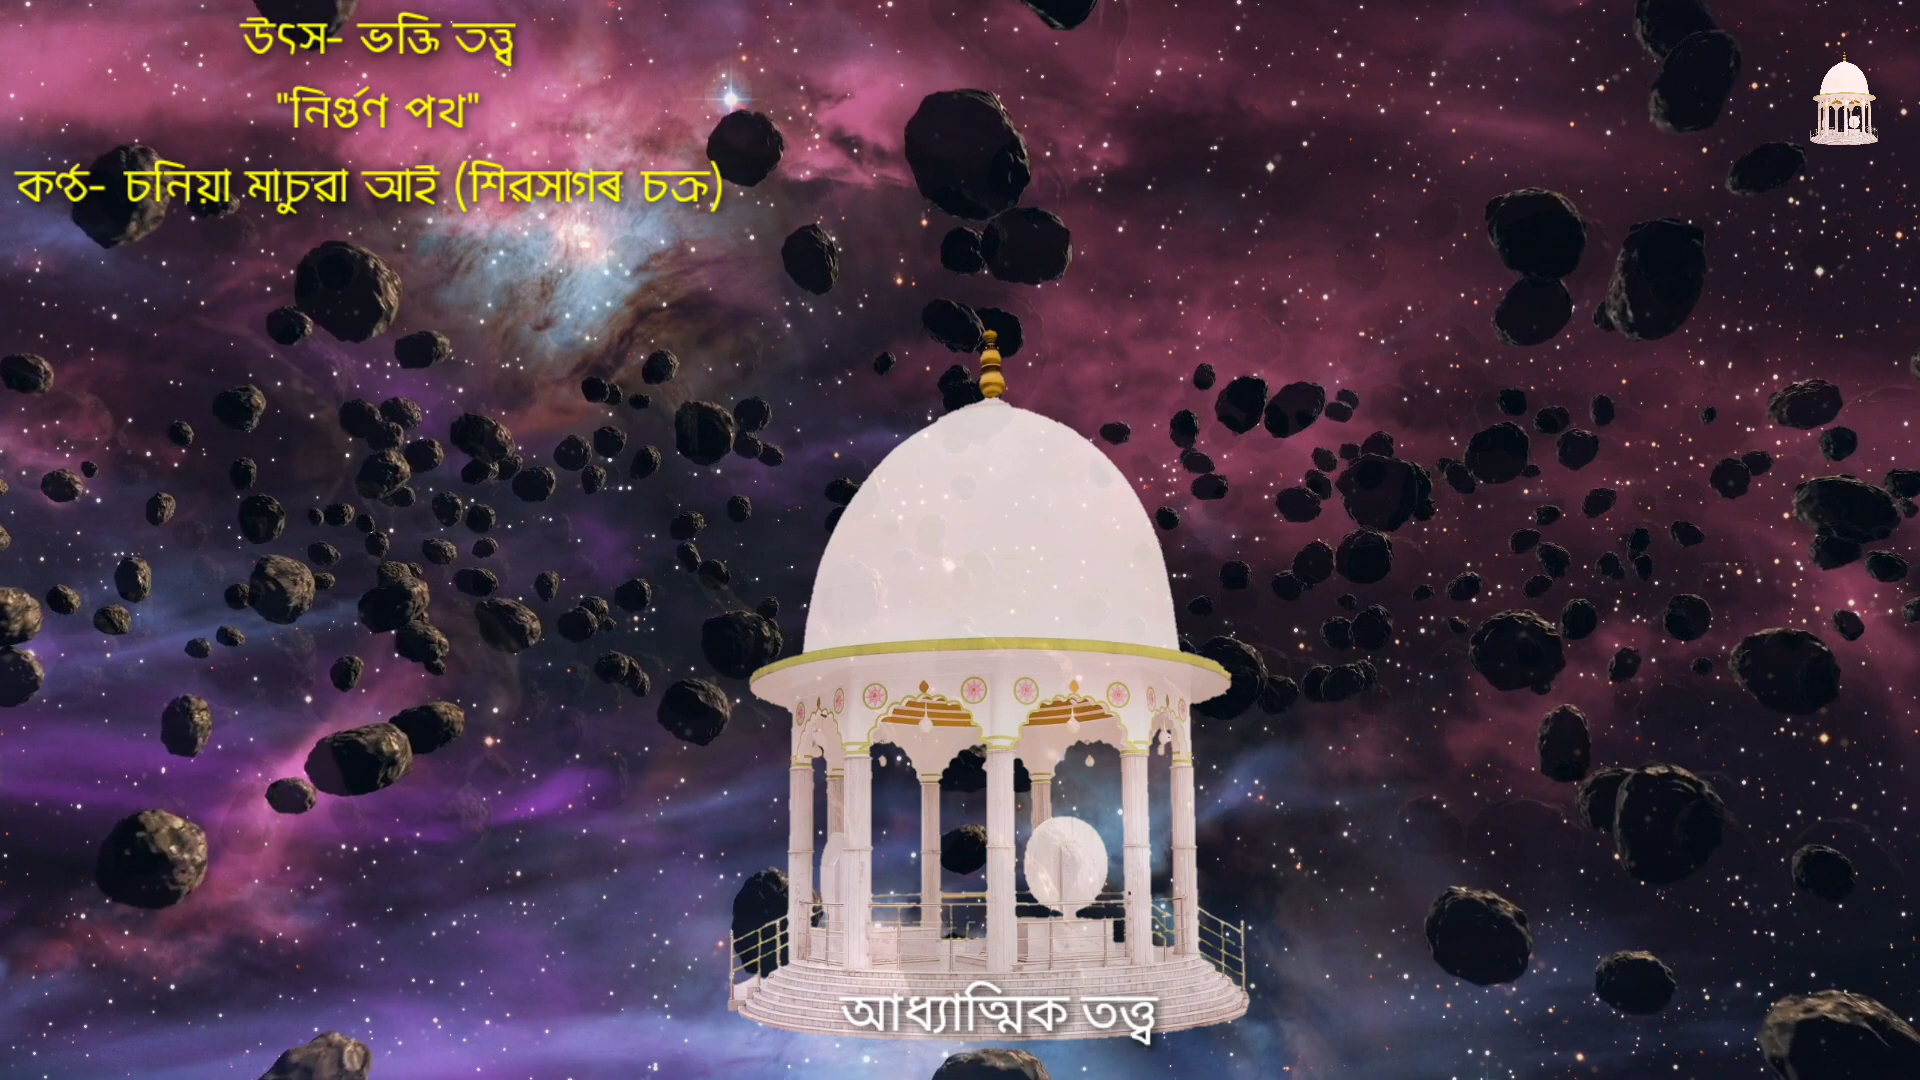 উৎস- ভক্তি তত্ত্ব
"নিৰ্গুণ পথ"
কণ্ঠ- চনিয়া মাচুৱা আই (শিৱসাগৰ চক্ৰ)
আধ্যাত্মিক তত্ত্ব